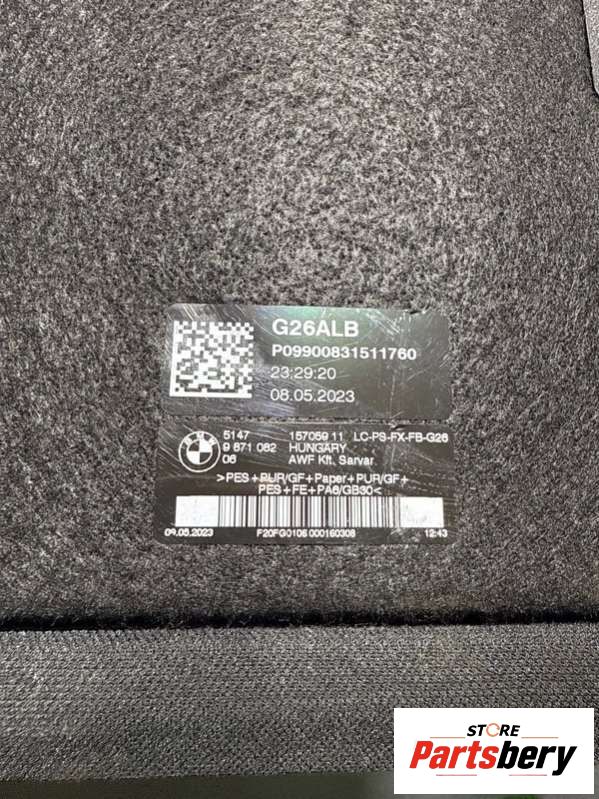 G26ALB
P09900831511760
23:29:20
08.05.2023
BMW
5147 15705911 LC-PS-FX-FB-G26
9 871 082 HUNGARY
06 AWF Kft., Sarvar
>PES+PUR/GF+Paper+PUR/GF+
PES+FE+PA6/GB30<
09.05.2023 F20FG0106 000160308 12:43
STORE
Partsbery